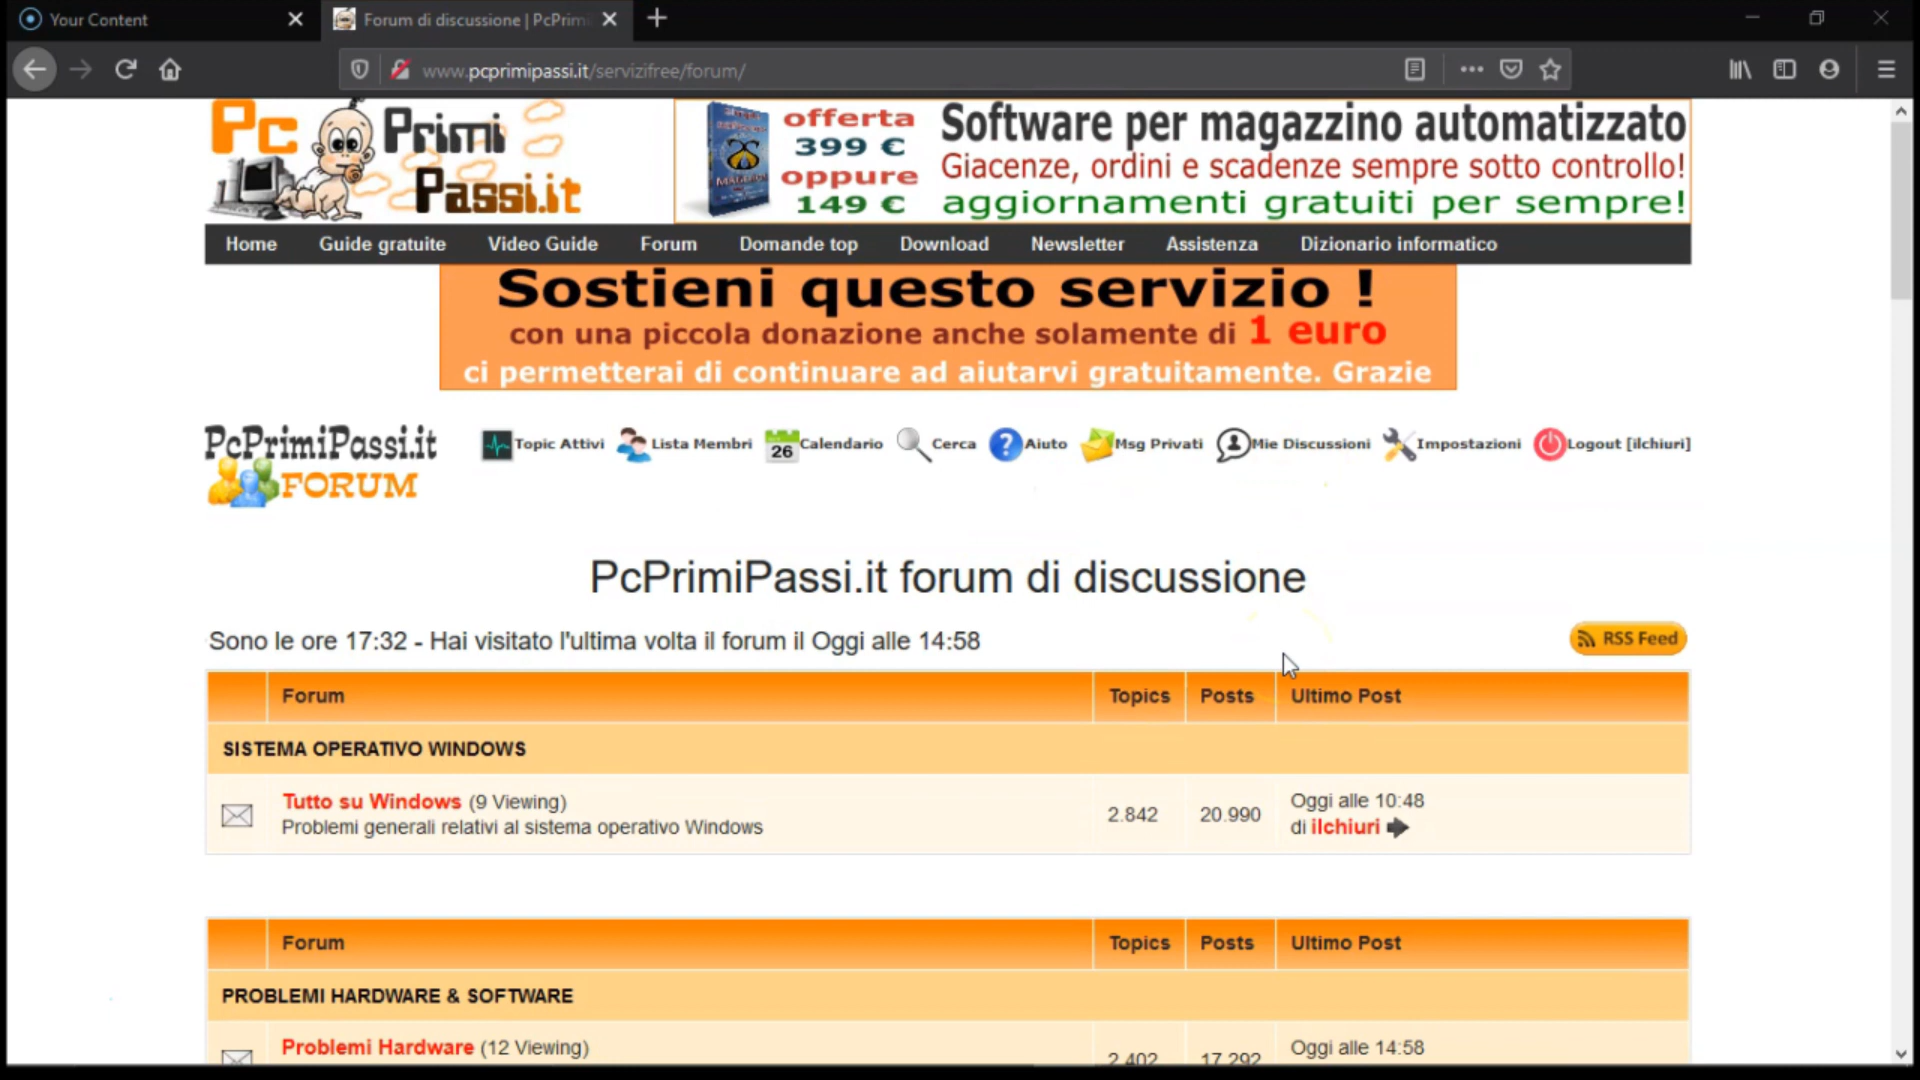 Your Content
Forum di discussione | PcPrim
www.pcprimipassi.it/servizifree/forum/
Pc Primi Passi.it
offerta
399 €
oppure
149 €
Software per magazzino automatizzato
Giacenze, ordini e scadenze sempre sotto controllo!
aggiornamenti gratuiti per sempre!
Home Guide gratuite Video Guide Forum Domande top Download Newsletter Assistenza Dizionario informatico
Sostieni questo servizio !
con una piccola donazione anche solamente di 1 euro
ci permetterai di continuare ad aiutarvi gratuitamente. Grazie
PcPrimiPassi.it
FORUM
Topic Attivi Lista Membri 26 Calendario Cerca Aiuto Msg Privati Mie Discussioni Impostazioni Logout [ilchiuri]
PcPrimiPassi.it forum di discussione
Sono le ore 17:32 - Hai visitato l'ultima volta il forum il Oggi alle 14:58
RSS Feed
Forum Topics Posts Ultimo Post
SISTEMA OPERATIVO WINDOWS
Tutto su Windows (9 Viewing)
Problemi generali relativi al sistema operativo Windows
2.842 20.990
Oggi alle 10:48
di ilchiuri
Forum Topics Posts Ultimo Post
PROBLEMI HARDWARE & SOFTWARE
Problemi Hardware (12 Viewing)
2.402 17.292
Oggi alle 14:58